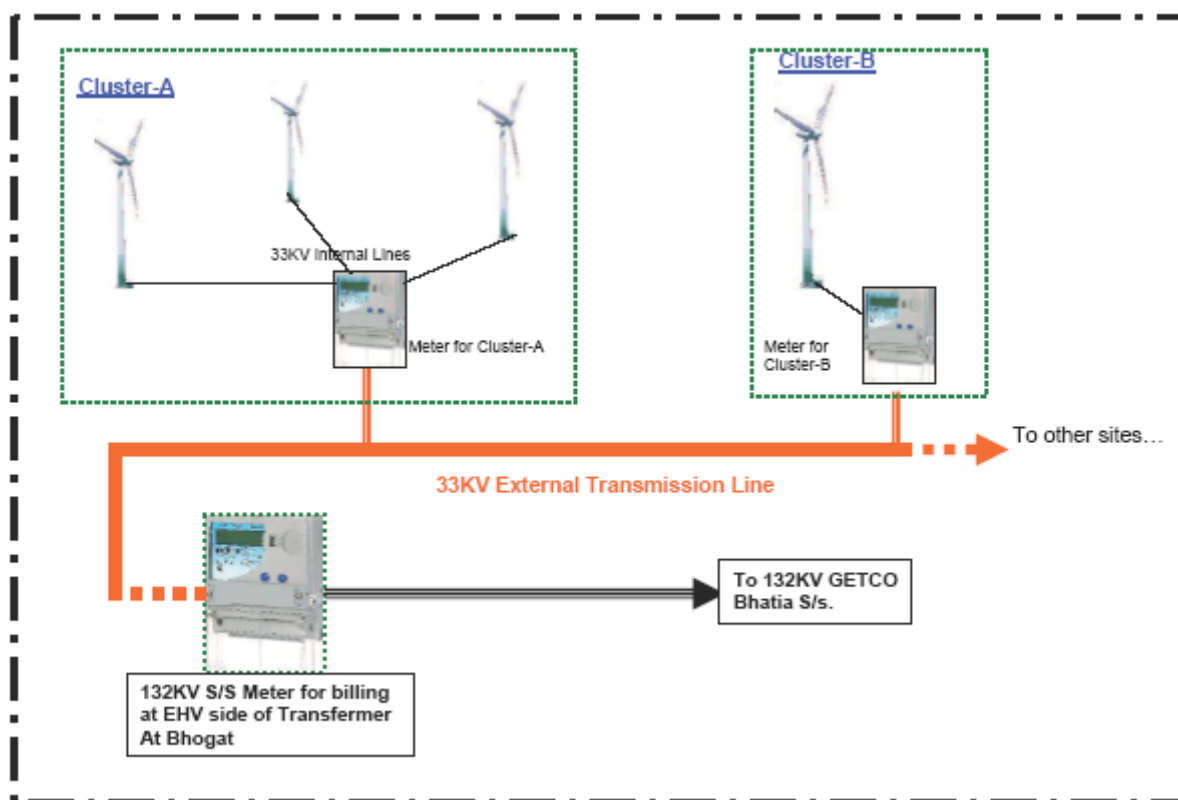 Cluster-A
Cluster-B
33KV Internal Lines
Meter for Cluster-A
Meter for
Cluster-B
To other sites...
33KV External Transmission Line
To 132KV GETCO
Bhatia S/s.
132KV S/S Meter for billing
at EHV side of Transfermer
At Bhogat